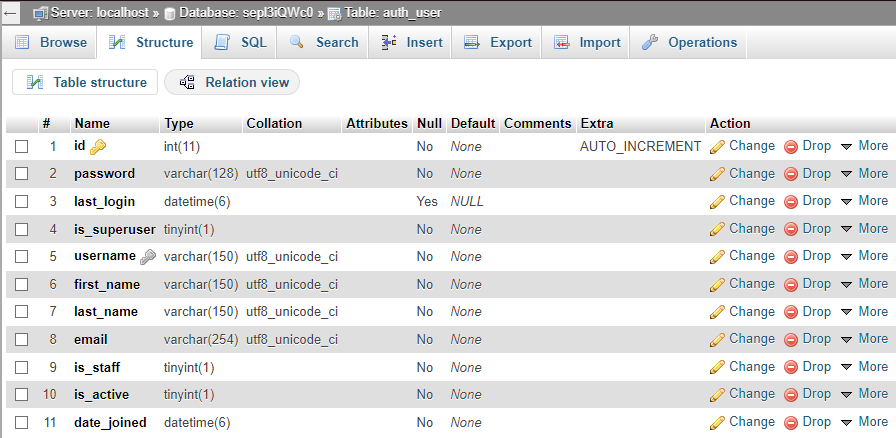 Server: localhost » Database: sepl3iQWc0 » Table: auth_user
Browse Structure SQL Search Insert Export Import Operations
Table structure Relation view
# Name Type Collation Attributes Null Default Comments Extra Action
1 id int(11) No None AUTO_INCREMENT Change Drop More
2 password varchar(128) utf8_unicode_ci No None Change Drop More
3 last_login datetime(6) Yes NULL Change Drop More
4 is_superuser tinyint(1) No None Change Drop More
5 username varchar(150) utf8_unicode_ci No None Change Drop More
6 first_name varchar(150) utf8_unicode_ci No None Change Drop More
7 last_name varchar(150) utf8_unicode_ci No None Change Drop More
8 email varchar(254) utf8_unicode_ci No None Change Drop More
9 is_staff tinyint(1) No None Change Drop More
10 is_active tinyint(1) No None Change Drop More
11 date_joined datetime(6) No None Change Drop More